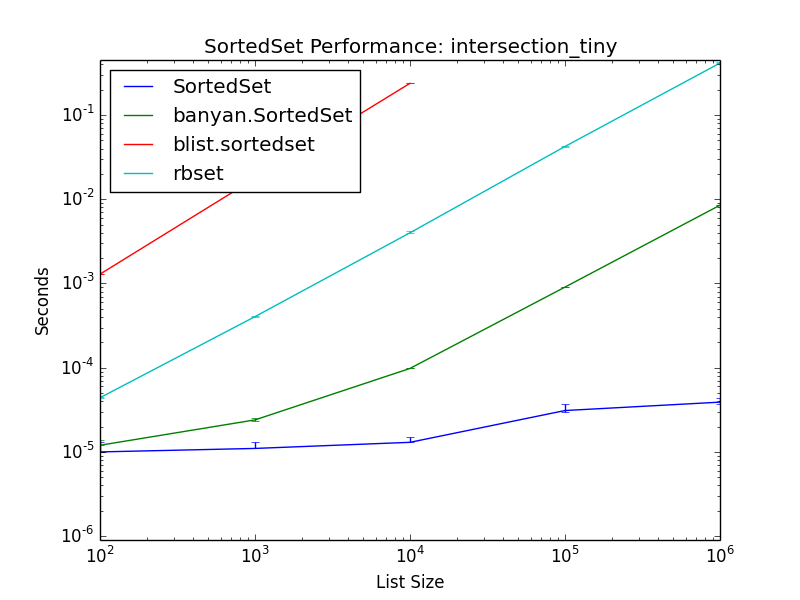 SortedSet Performance: intersection_tiny
SortedSet
banyan.SortedSet
blist.sortedset
rbset
10^-1
10^-2
10^-3
10^-4
10^-5
10^-6
Seconds
10^2 10^3 10^4 10^5 10^6
List Size